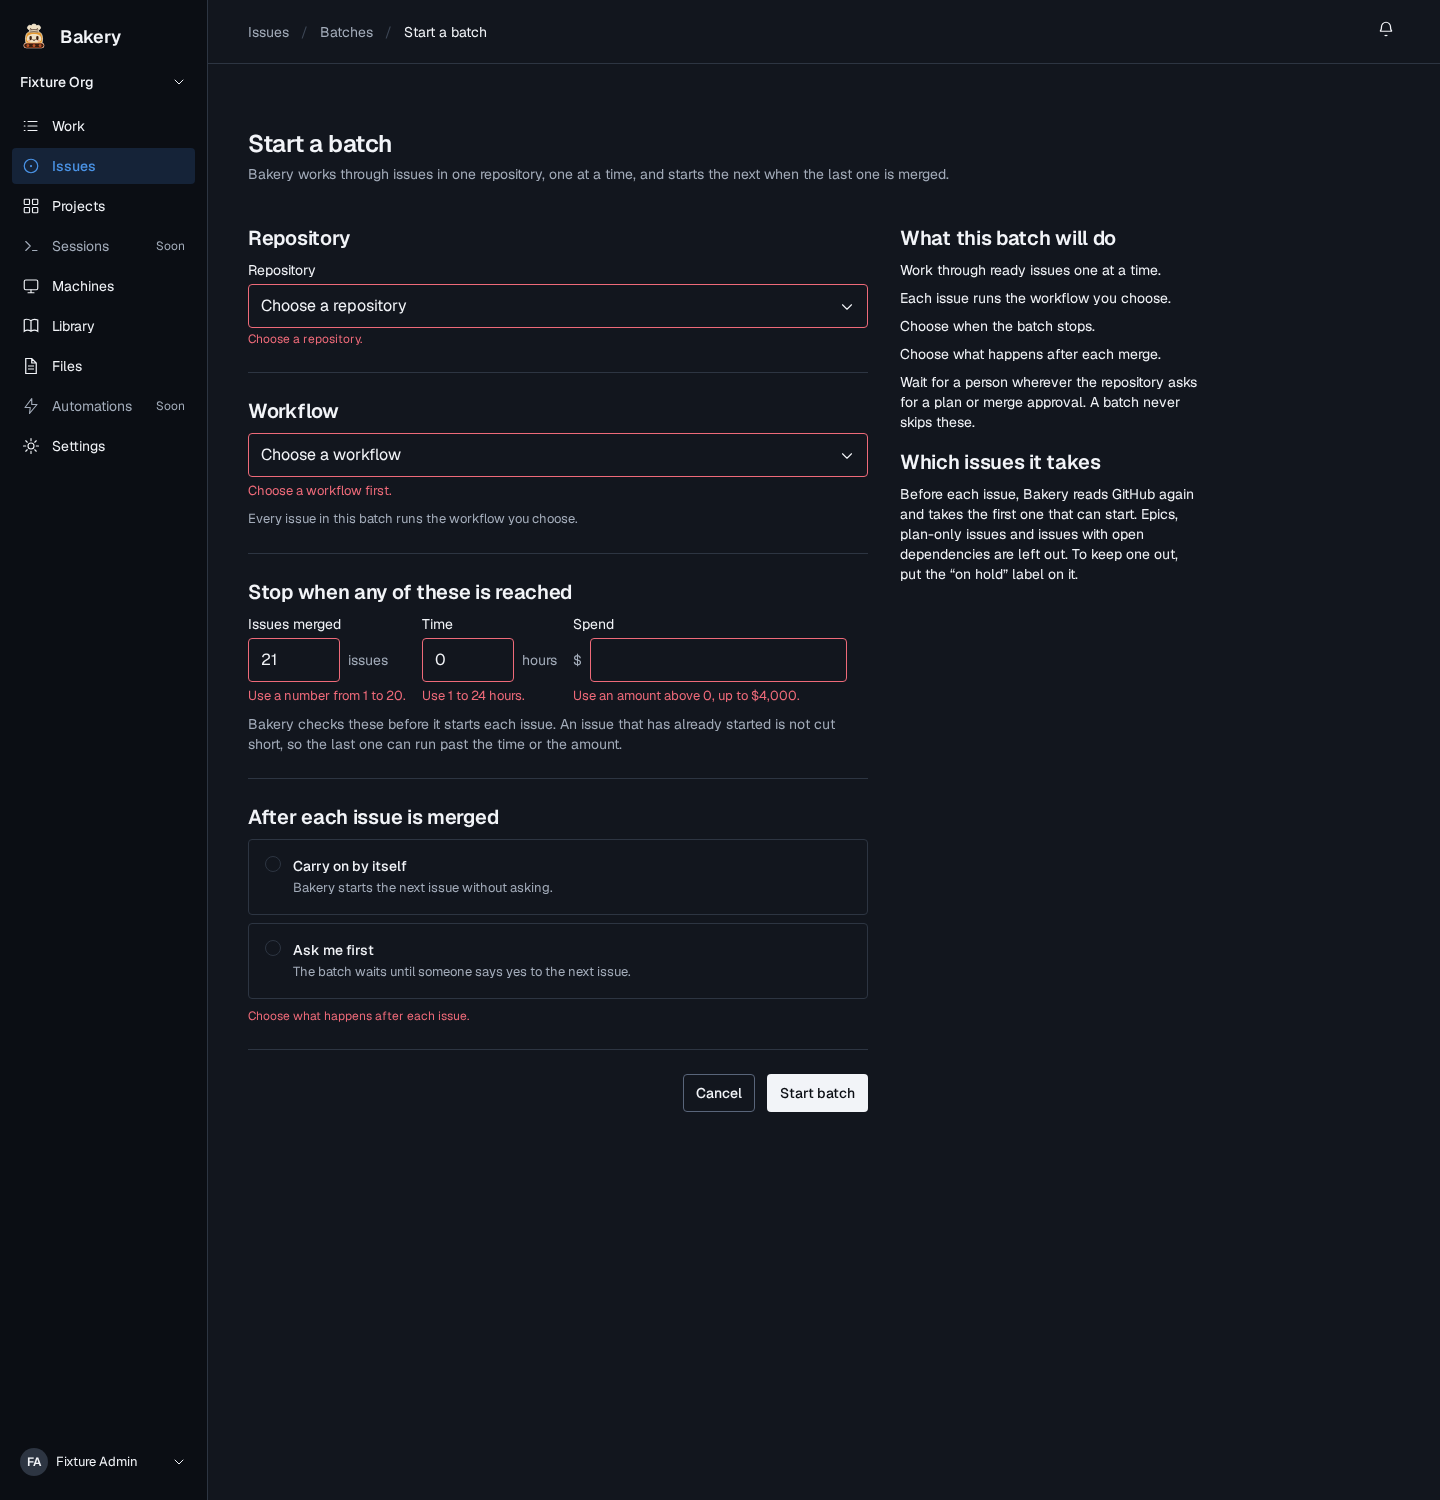 Bakery
Fixture Org
Work
Issues
Projects
Sessions Soon
Machines
Library
Files
Automations Soon
Settings
FA Fixture Admin
Issues / Batches / Start a batch
Start a batch
Bakery works through issues in one repository, one at a time, and starts the next when the last one is merged.
Repository
Repository
Choose a repository
Choose a repository.
Workflow
Choose a workflow
Choose a workflow first.
Every issue in this batch runs the workflow you choose.
Stop when any of these is reached
Issues merged Time Spend
21 issues 0 hours $
Use a number from 1 to 20. Use 1 to 24 hours. Use an amount above 0, up to $4,000.
Bakery checks these before it starts each issue. An issue that has already started is not cut
short, so the last one can run past the time or the amount.
After each issue is merged
Carry on by itself
Bakery starts the next issue without asking.
Ask me first
The batch waits until someone says yes to the next issue.
Choose what happens after each issue.
Cancel Start batch
What this batch will do
Work through ready issues one at a time.
Each issue runs the workflow you choose.
Choose when the batch stops.
Choose what happens after each merge.
Wait for a person wherever the repository asks
for a plan or merge approval. A batch never
skips these.
Which issues it takes
Before each issue, Bakery reads GitHub again
and takes the first one that can start. Epics,
plan-only issues and issues with open
dependencies are left out. To keep one out,
put the “on hold” label on it.